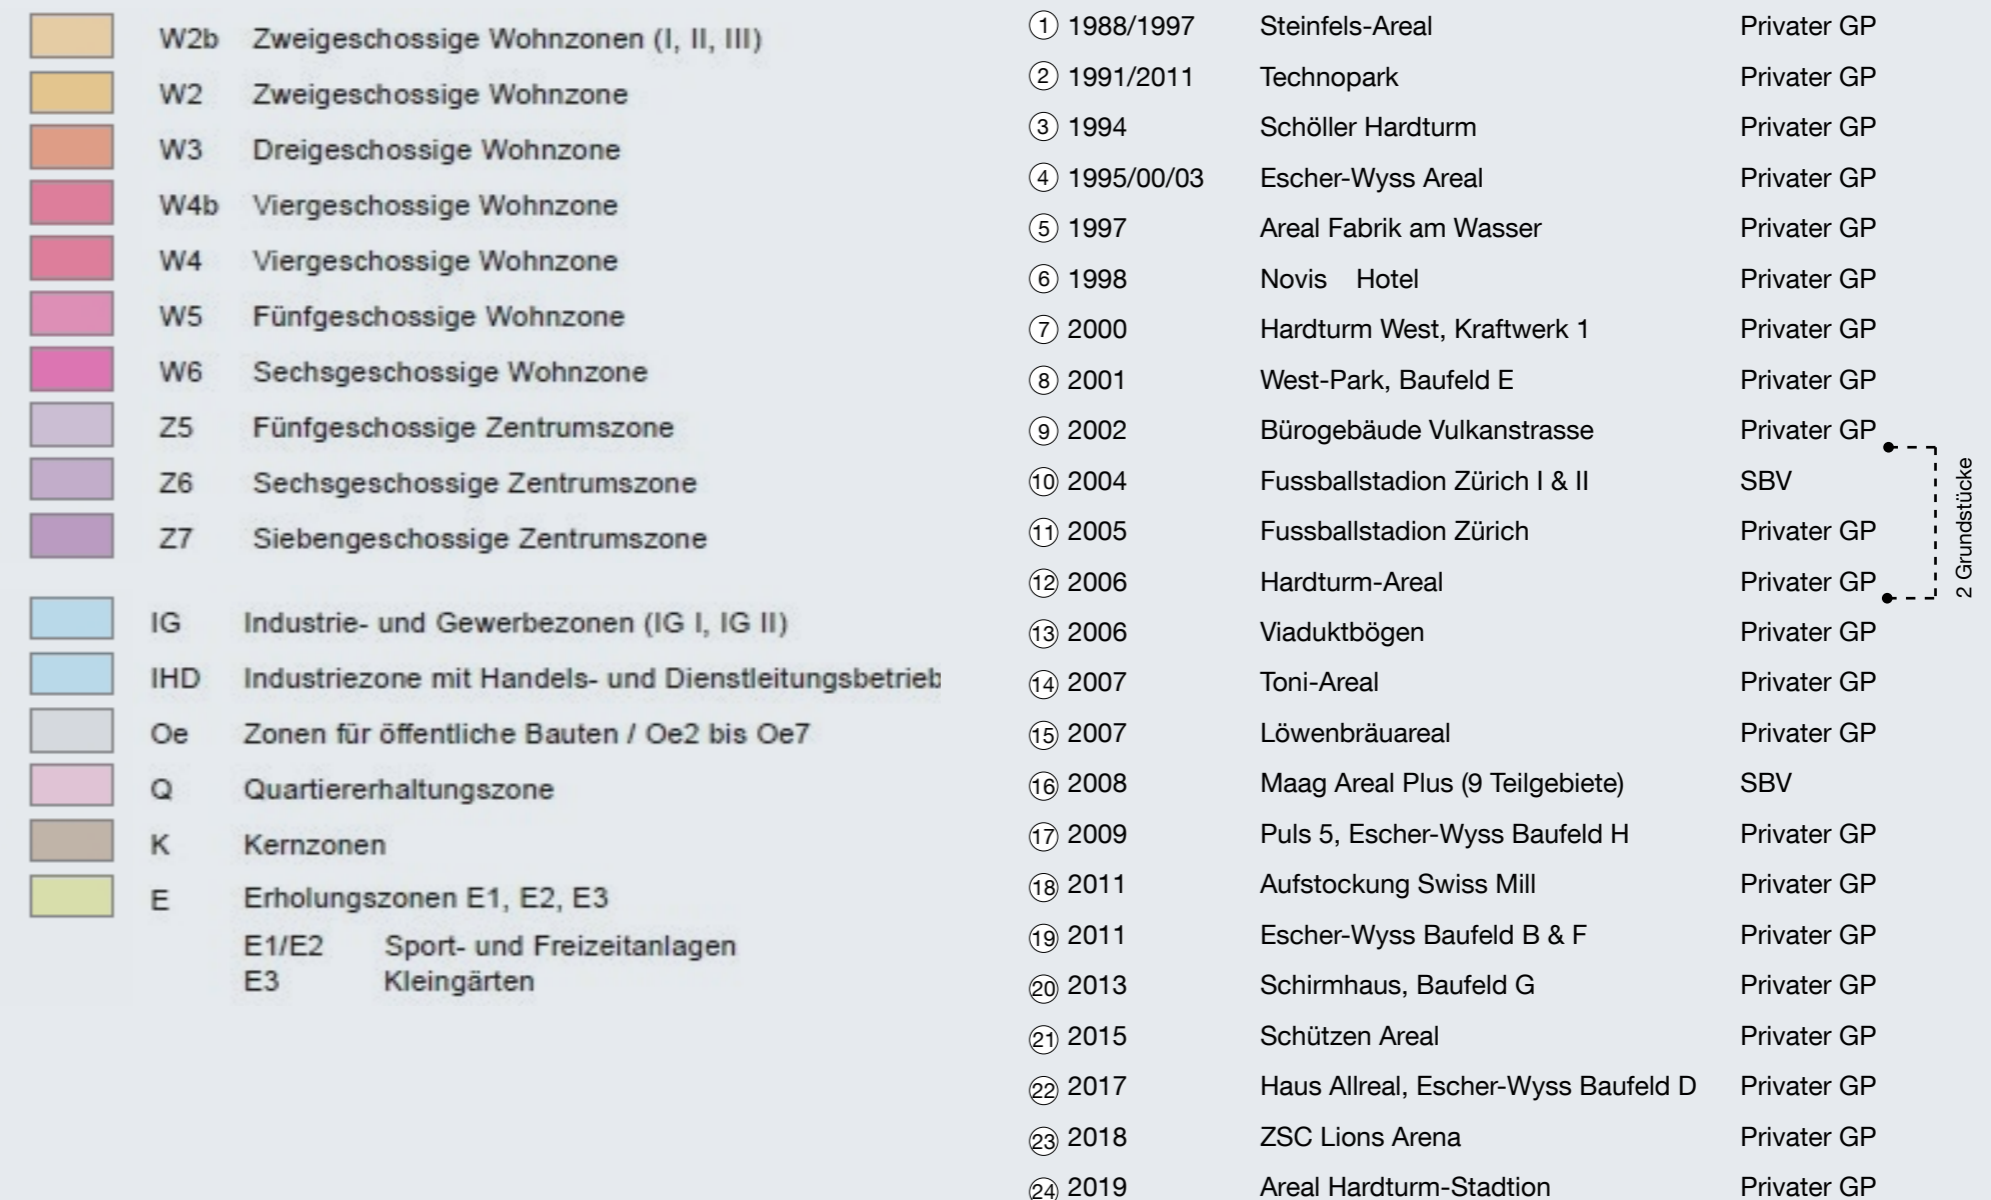 W2b Zweigeschossige Wohnzonen (I, II, III)
W2 Zweigeschossige Wohnzone
W3 Dreigeschossige Wohnzone
W4b Viergeschossige Wohnzone
W4 Viergeschossige Wohnzone
W5 Fünfgeschossige Wohnzone
W6 Sechsgeschossige Wohnzone
Z5 Fünfgeschossige Zentrumszone
Z6 Sechsgeschossige Zentrumszone
Z7 Siebengeschossige Zentrumszone
IG Industrie- und Gewerbezonen (IG I, IG II)
IHD Industriezone mit Handels- und Dienstleitungsbetrieb
Oe Zonen für öffentliche Bauten / Oe2 bis Oe7
Q Quartiererhaltungszone
K Kernzonen
E Erholungszonen E1, E2, E3
E1/E2 Sport- und Freizeitanlagen
E3 Kleingärten
1 1988/1997 Steinfels-Areal Privater GP
2 1991/2011 Technopark Privater GP
3 1994 Schöller Hardturm Privater GP
4 1995/00/03 Escher-Wyss Areal Privater GP
5 1997 Areal Fabrik am Wasser Privater GP
6 1998 Novis Hotel Privater GP
7 2000 Hardturm West, Kraftwerk 1 Privater GP
8 2001 West-Park, Baufeld E Privater GP
9 2002 Bürogebäude Vulkanstrasse Privater GP
10 2004 Fussballstadion Zürich I & II SBV
11 2005 Fussballstadion Zürich Privater GP
12 2006 Hardturm-Areal Privater GP
13 2006 Viaduktbögen Privater GP
14 2007 Toni-Areal Privater GP
15 2007 Löwenbräuareal Privater GP
16 2008 Maag Areal Plus (9 Teilgebiete) SBV
17 2009 Puls 5, Escher-Wyss Baufeld H Privater GP
18 2011 Aufstockung Swiss Mill Privater GP
19 2011 Escher-Wyss Baufeld B & F Privater GP
20 2013 Schirmhaus, Baufeld G Privater GP
21 2015 Schützen Areal Privater GP
22 2017 Haus Allreal, Escher-Wyss Baufeld D Privater GP
23 2018 ZSC Lions Arena Privater GP
24 2019 Areal Hardturm-Stadtion Privater GP
2 Grundstücke